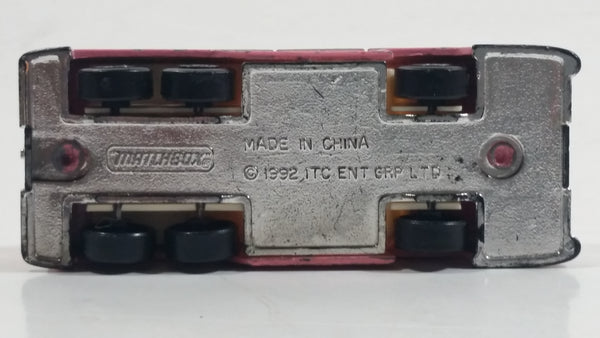 MATCHBOX
MADE IN CHINA
© 1992 ITC ENT GRP LTD